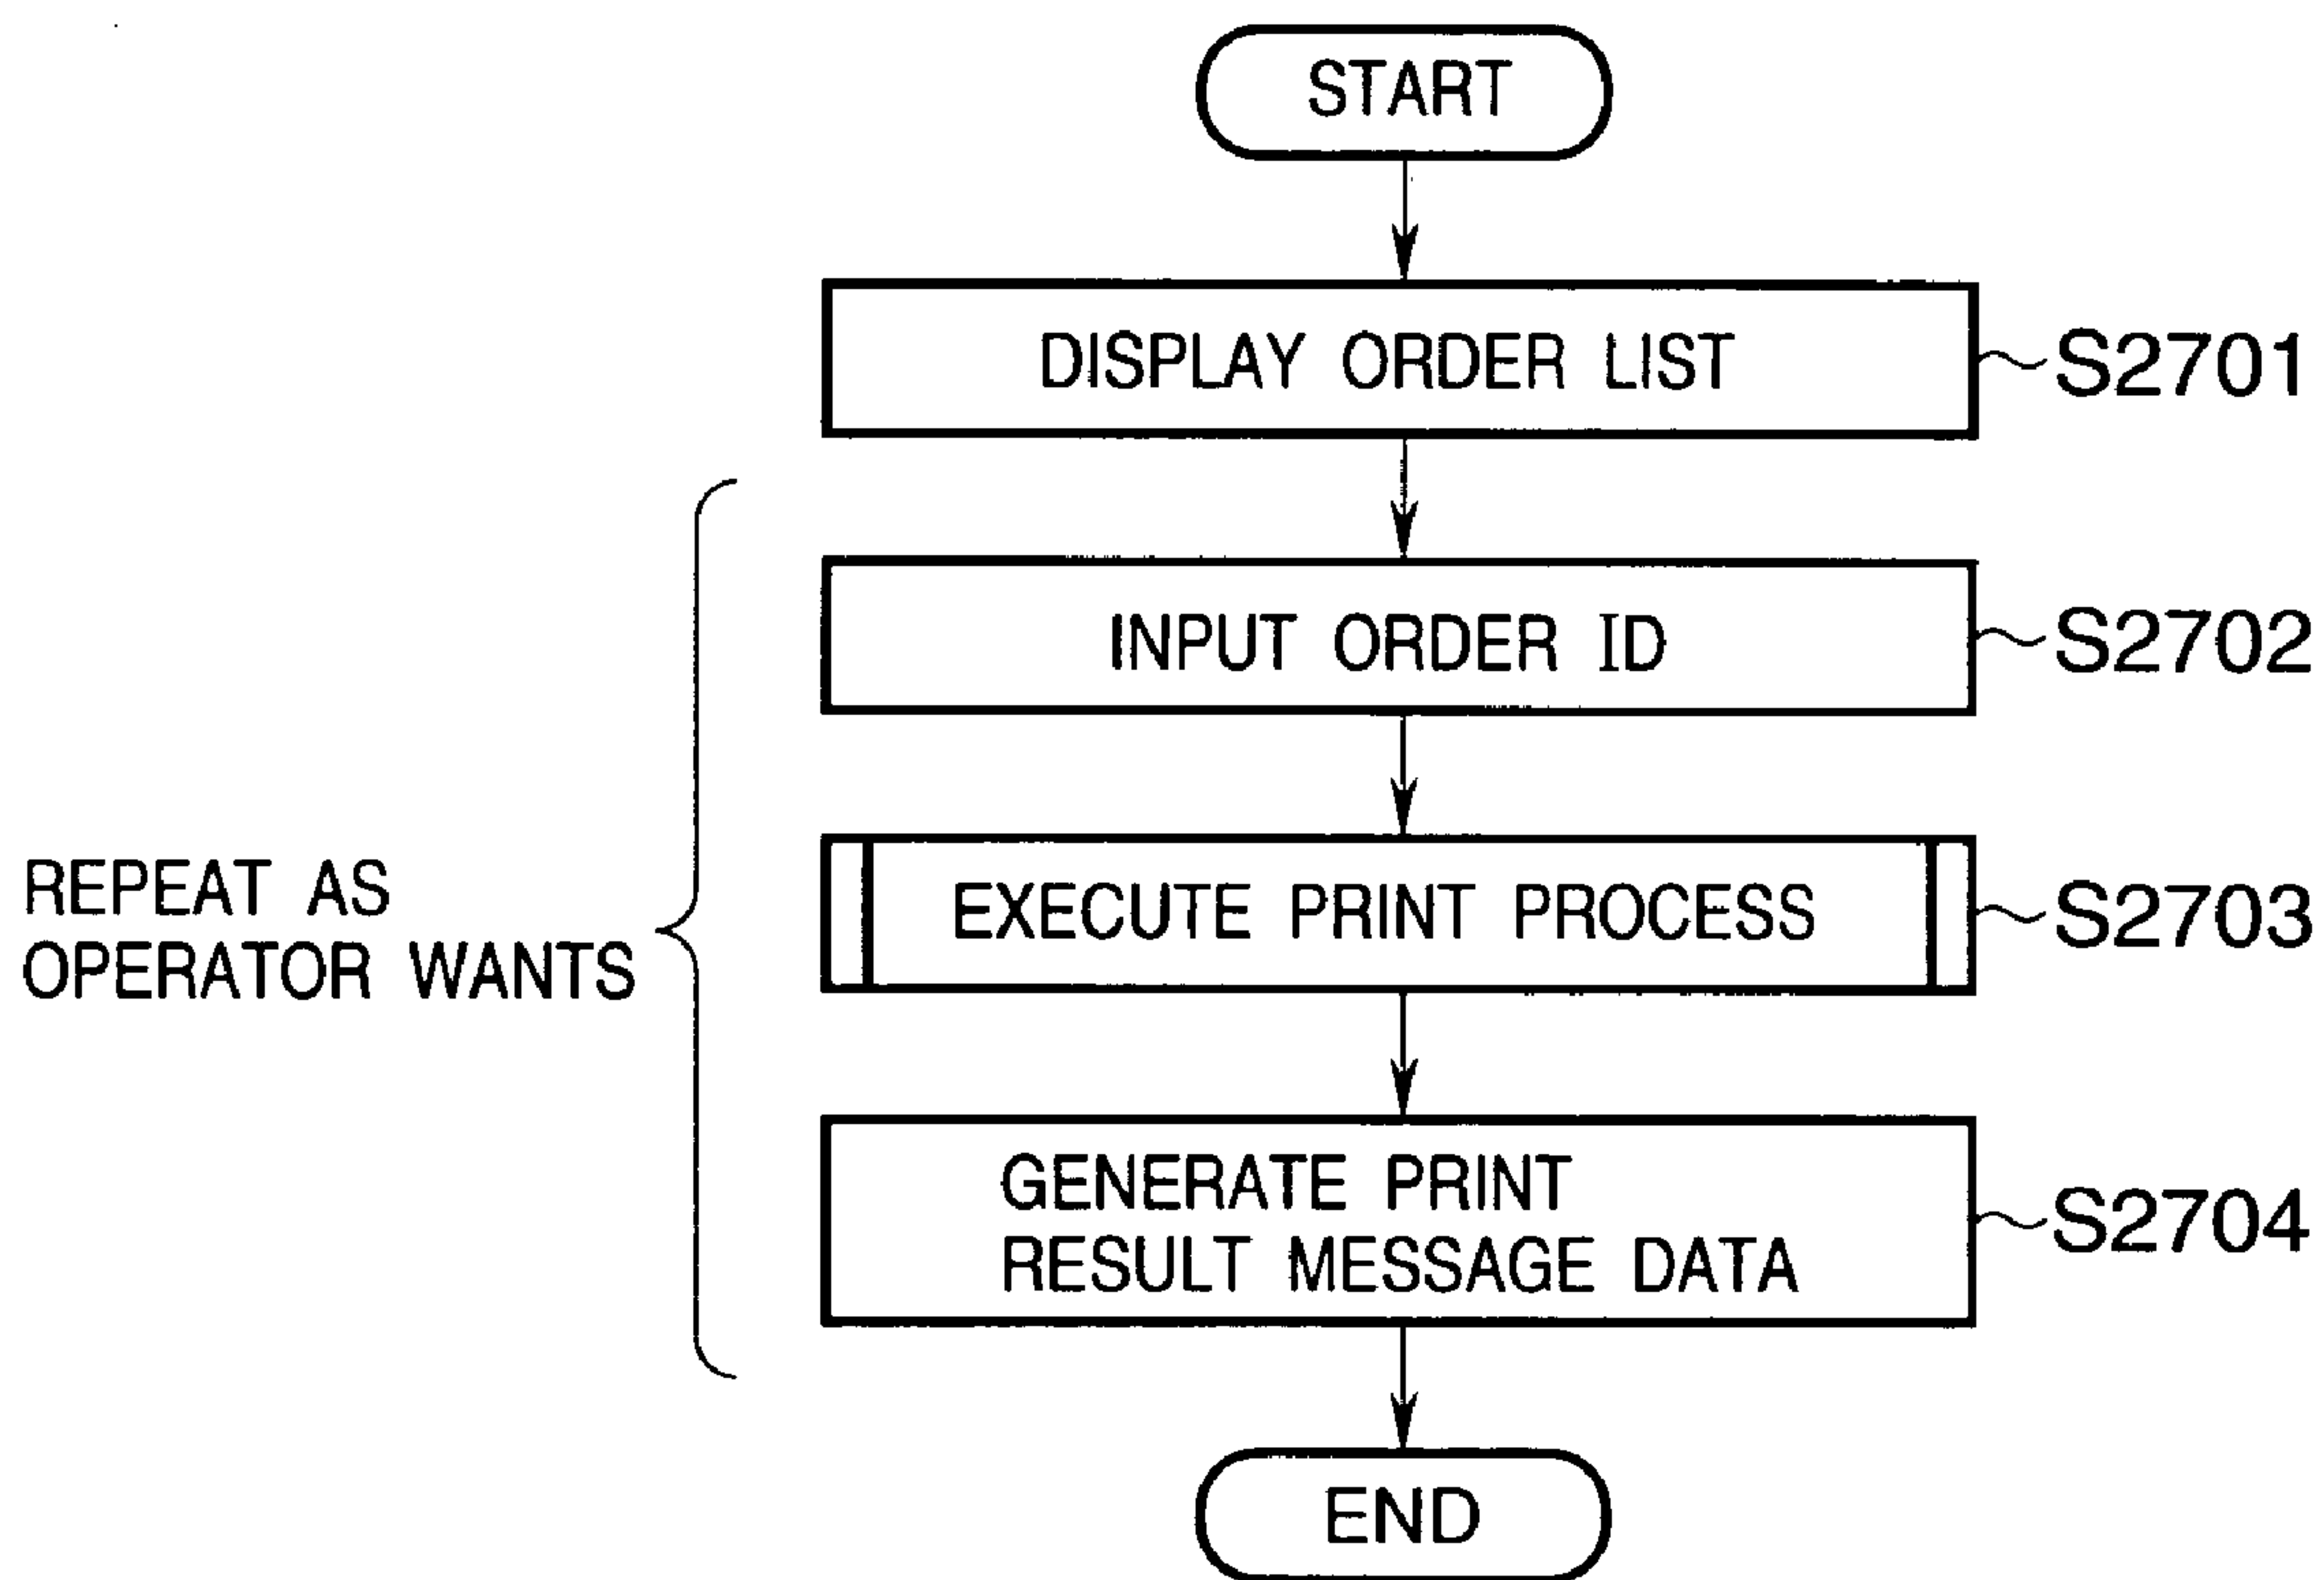 START
DISPLAY ORDER LIST
S2701
INPUT ORDER ID
S2702
REPEAT AS
OPERATOR WANTS
EXECUTE PRINT PROCESS
S2703
GENERATE PRINT
RESULT MESSAGE DATA
S2704
END